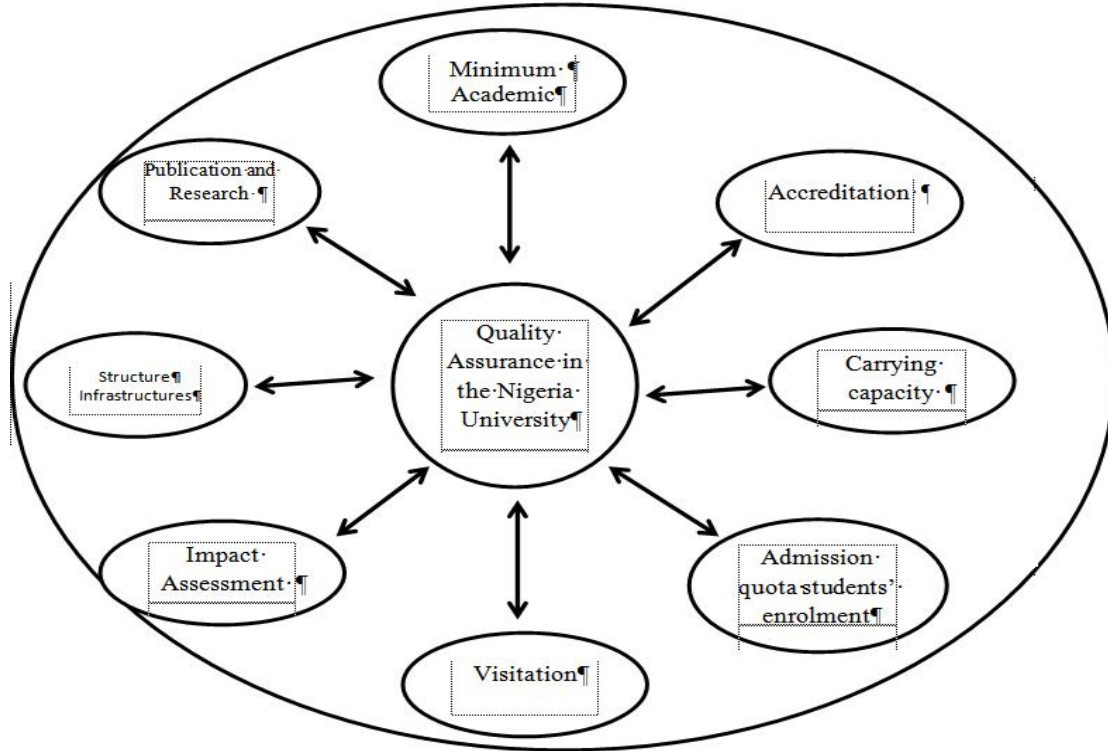 Minimum· ¶
Academic¶
Publication·and·
Research·¶
Accreditation·¶
Quality·
Assurance·in·
the·Nigeria·
University¶
Structure¶
Infrastructures¶
Carrying·
capacity·¶
Impact·
Assessment·¶
Admission·
quota·students’·
enrolment¶
Visitation¶